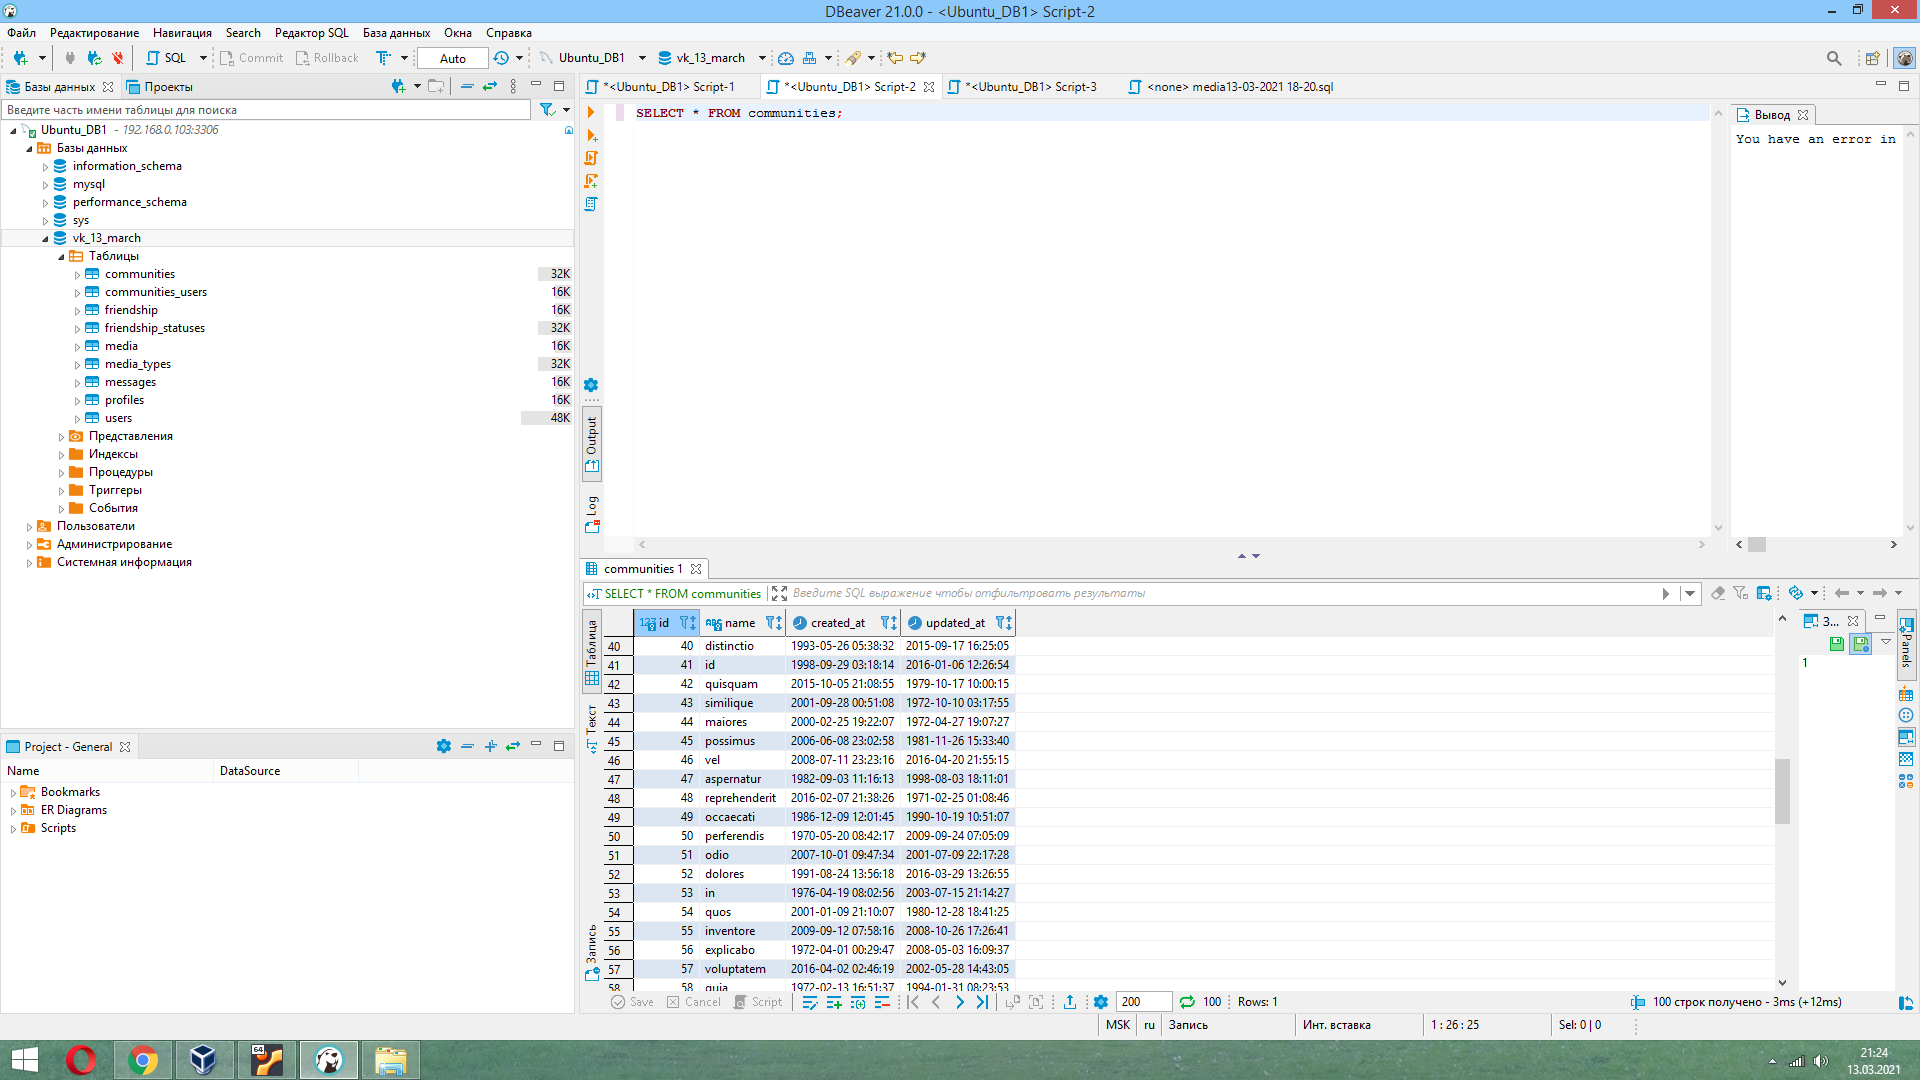 DBeaver 21.0.0 - <Ubuntu_DB1> Script-2
Файл Редактирование Навигация Search Редактор SQL База данных Окна Справка
SQL Commit Rollback Auto Ubuntu_DB1 vk_13_march
Базы данных Проекты
Введите часть имени таблицы для поиска
Ubuntu_DB1 - 192.168.0.103:3306
Базы данных
information_schema
mysql
performance_schema
sys
vk_13_march
Таблицы
communities 32K
communities_users 16K
friendship 16K
friendship_statuses 32K
media 16K
media_types 32K
messages 16K
profiles 16K
users 48K
Представления
Индексы
Процедуры
Триггеры
События
Пользователи
Администрирование
Системная информация
Project - General
Name DataSource
Bookmarks
ER Diagrams
Scripts
*<Ubuntu_DB1> Script-1 *<Ubuntu_DB1> Script-2 *<Ubuntu_DB1> Script-3 <none> media13-03-2021 18-20.sql
SELECT * FROM communities;
Output
Log
Вывод
You have an error in
communities 1
SELECT * FROM communities Введите SQL выражение чтобы отфильтровать результаты
Таблица
Текст
Запись
123 id ABC name created_at updated_at
40 40 distinctio 1993-05-26 05:38:32 2015-09-17 16:25:05
41 41 id 1998-09-29 03:18:14 2016-01-06 12:26:54
42 42 quisquam 2015-10-05 21:08:55 1979-10-17 10:00:15
43 43 similique 2001-09-28 00:51:08 1972-10-10 03:17:55
44 44 maiores 2000-02-25 19:22:07 1972-04-27 19:07:27
45 45 possimus 2006-06-08 23:02:58 1981-11-26 15:33:40
46 46 vel 2008-07-11 23:23:16 2016-04-20 21:55:15
47 47 aspernatur 1982-09-03 11:16:13 1998-08-03 18:11:01
48 48 reprehenderit 2016-02-07 21:38:26 1971-02-25 01:08:46
49 49 occaecati 1986-12-09 12:01:45 1990-10-19 10:51:07
50 50 perferendis 1970-05-20 08:42:17 2009-09-24 07:05:09
51 51 odio 2007-10-01 09:47:34 2001-07-09 22:17:28
52 52 dolores 1991-08-24 13:56:18 2016-03-29 13:26:55
53 53 in 1976-04-19 08:02:56 2003-07-15 21:14:27
54 54 quos 2001-01-09 21:10:07 1980-12-28 18:41:25
55 55 inventore 2009-09-12 07:58:16 2008-10-26 17:26:41
56 56 explicabo 1972-04-01 00:29:47 2008-05-03 16:09:37
57 57 voluptatem 2016-04-02 02:46:19 2002-05-28 14:43:05
58 58 quia 1972-02-13 16:51:37 1994-01-31 08:23:53
З...
1
Panels
Save Cancel Script 200 100 Rows: 1 100 строк получено - 3ms (+12ms)
MSK ru Запись Инт. вставка 1 : 26 : 25 Sel: 0 | 0
64
21:24
13.03.2021